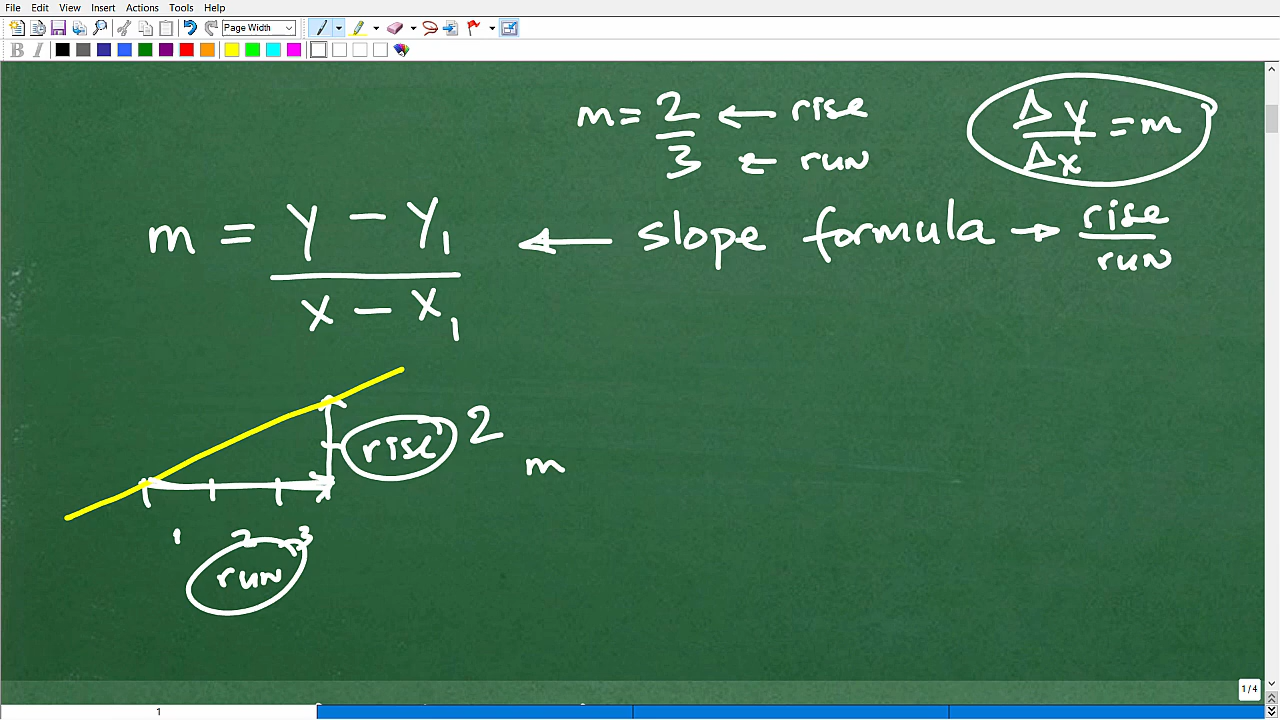 File Edit View Insert Actions Tools Help
Page Width
B I
m = 2/3 ← rise
← run
Δy/Δx = m
m = y - y₁ / x - x₁ ← slope formula → rise/run
rise 2
m
1 2 3
run
1/4
1